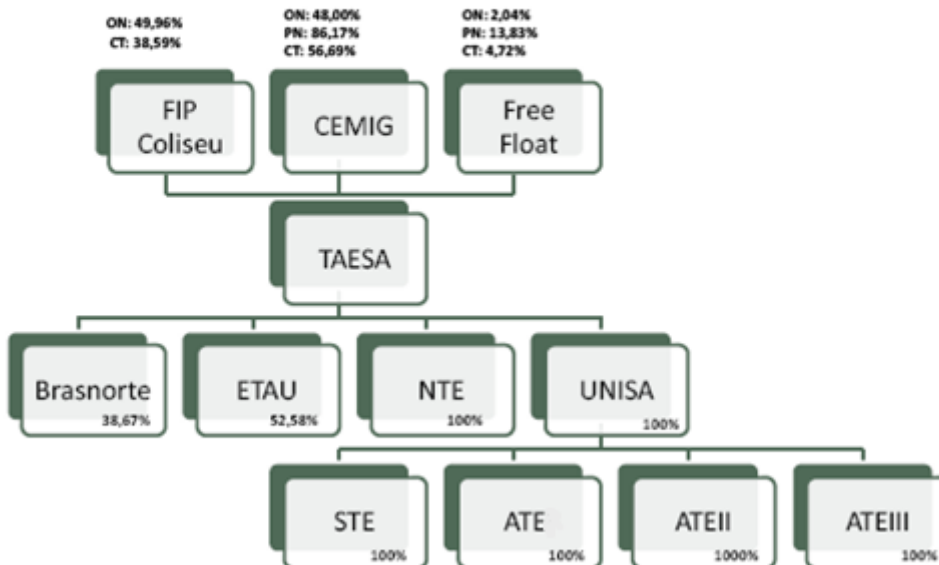 ON: 49,96%
CT: 38,59%
ON: 48,00%
PN: 86,17%
CT: 56,69%
ON: 2,04%
PN: 13,83%
CT: 4,72%
FIP
Coliseu
CEMIG
Free
Float
TAESA
Brasnorte
38,67%
ETAU
52,58%
NTE
100%
UNISA
100%
STE
100%
ATE
100%
ATEII
1000%
ATEIII
100%